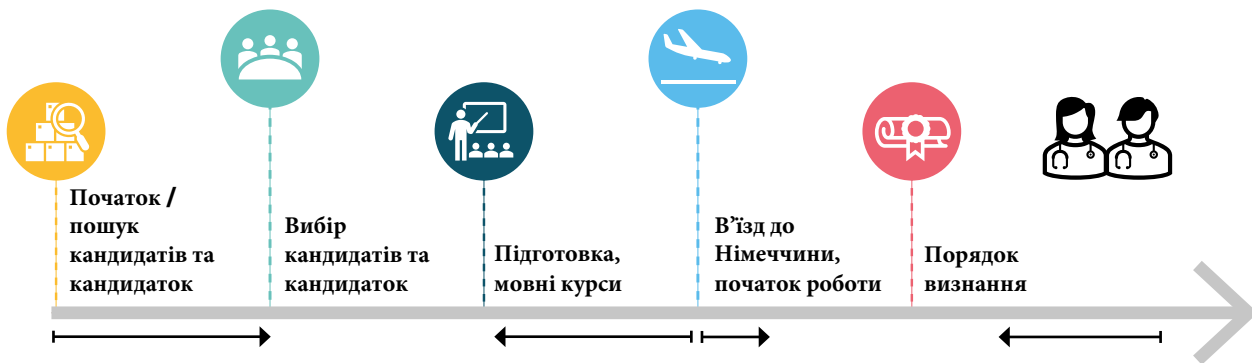 Початок /
пошук
кандидатів та
кандидаток
Вибір
кандидатів та
кандидаток
Підготовка,
мовні курси
В’їзд до
Німеччини,
початок роботи
Порядок
визнання